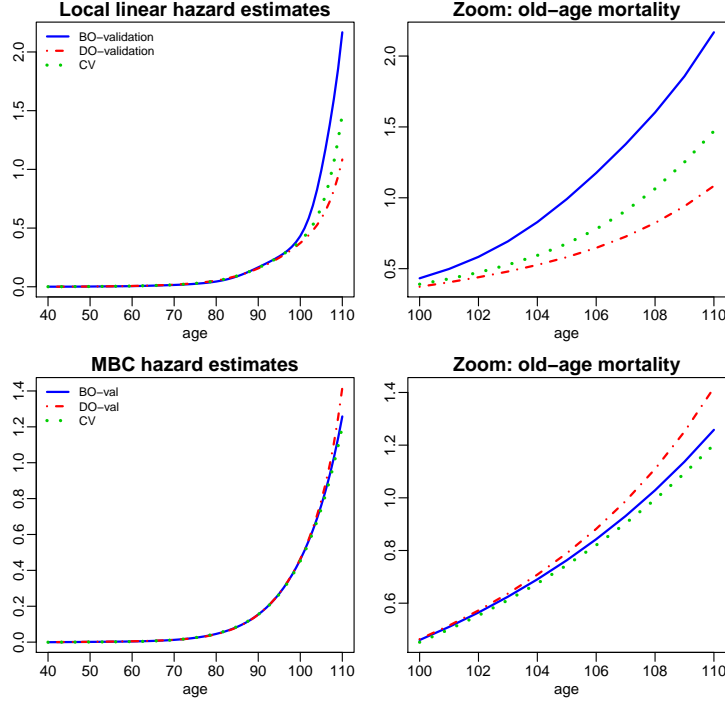 Local linear hazard estimates
BO−validation
DO−validation
CV
0.0
0.5
1.0
1.5
2.0
40 50 60 70 80 90 100 110
age
Zoom: old−age mortality
0.5
1.0
1.5
2.0
100 102 104 106 108 110
age
MBC hazard estimates
BO−val
DO−val
CV
0.0
0.2
0.4
0.6
0.8
1.0
1.2
1.4
40 50 60 70 80 90 100 110
age
Zoom: old−age mortality
0.6
0.8
1.0
1.2
1.4
100 102 104 106 108 110
age